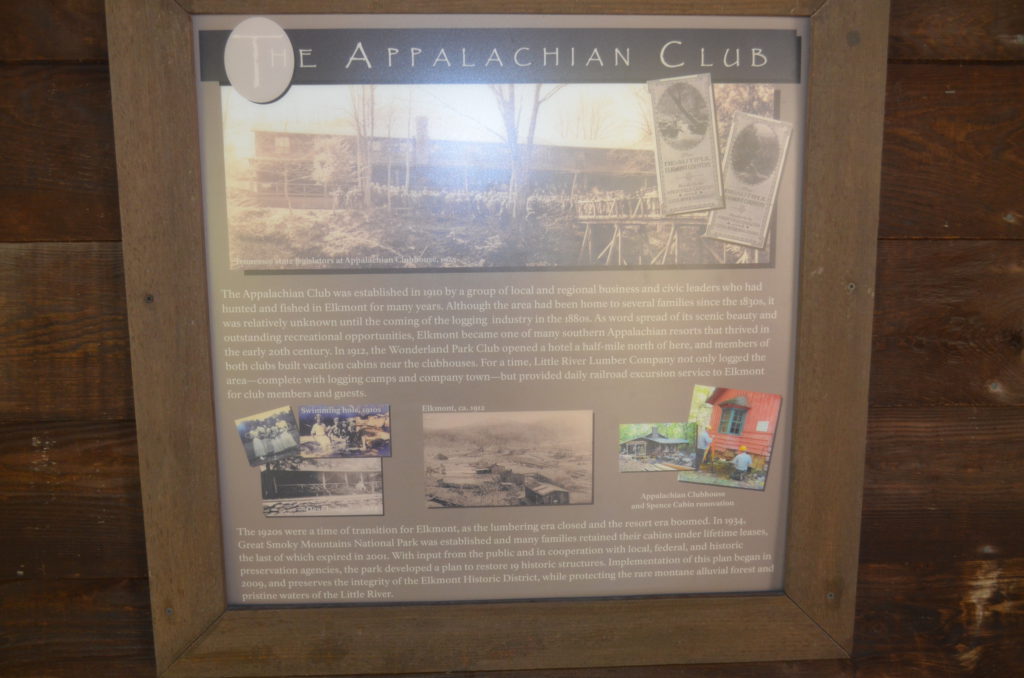 THE APPALACHIAN CLUB
BEAUTIFUL
ELKMONT COUNTRY
Tennessee state legislators at Appalachian Clubhouse,
The Appalachian Club was established in 1910 by a group of local and regional business and civic leaders who had
hunted and fished in Elkmont for many years. Although the area had been home to several families since the 1830s, it
was relatively unknown until the coming of the logging industry in the 1880s. As word spread of its scenic beauty and
outstanding recreational opportunities, Elkmont became one of many southern Appalachian resorts that thrived in
the early 20th century. In 1912, the Wonderland Park Club opened a hotel a half-mile north of here, and members of
both clubs built vacation cabins near the clubhouses. For a time, Little River Lumber Company not only logged the
area—complete with logging camps and company town—but provided daily railroad excursion service to Elkmont
for club members and guests.
Swimming hole, 1920s
Elkmont, ca. 1912
Appalachian Clubhouse
and Spence Cabin renovation
The 1920s were a time of transition for Elkmont, as the lumbering era closed and the resort era boomed. In 1934,
Great Smoky Mountains National Park was established and many families retained their cabins under lifetime leases,
the last of which expired in 2001. With input from the public and in cooperation with local, federal, and historic
preservation agencies, the park developed a plan to restore 19 historic structures. Implementation of this plan began in
2009, and preserves the integrity of the Elkmont Historic District, while protecting the rare montane alluvial forest and
pristine waters of the Little River.